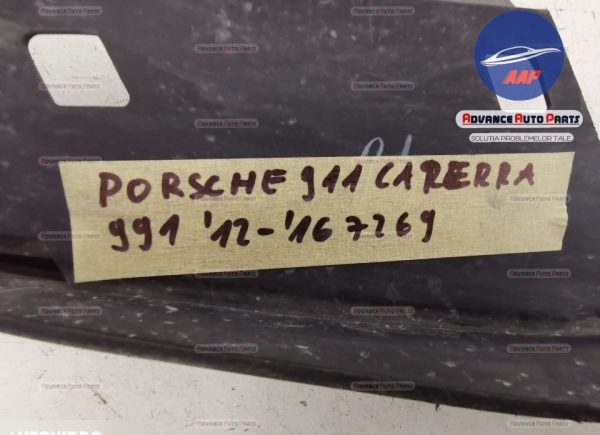 AAP
ADVANCE AUTO PARTS
SOLUTIA PROBLEMELOR TALE
PORSCHE 911 CARERRA
991 '12-'16 7269